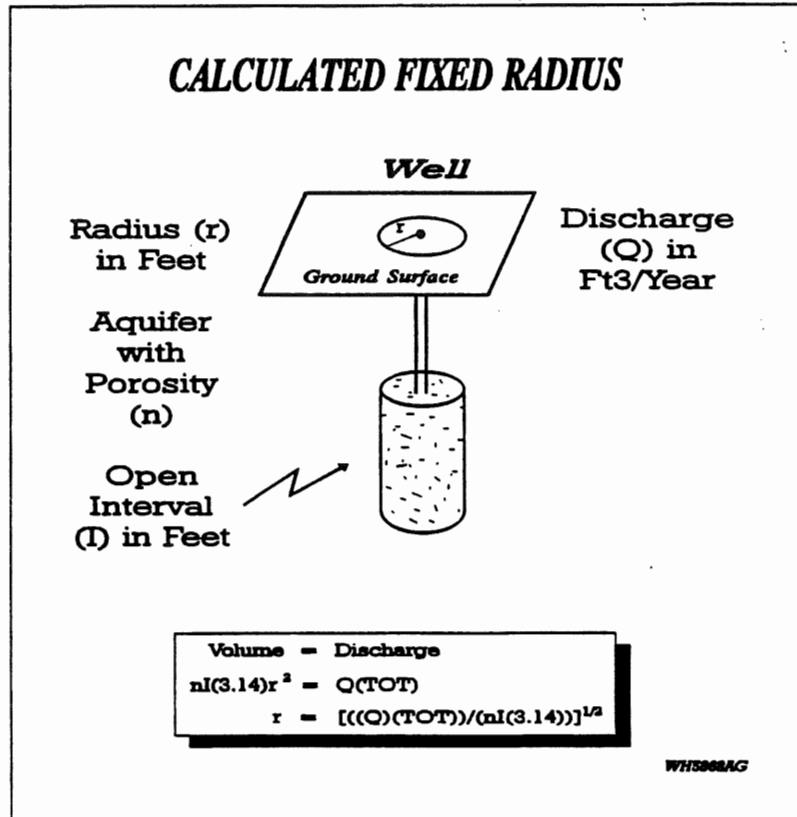 CALCULATED FIXED RADIUS
Well
Radius (r)
in Feet
r
Ground Surface
Discharge
(Q) in
Ft3/Year
Aquifer
with
Porosity
(n)
Open
Interval
(I) in Feet
Volume = Discharge
nI(3.14)r² = Q(TOT)
r = [((Q)(TOT))/(nI(3.14))]¹/²